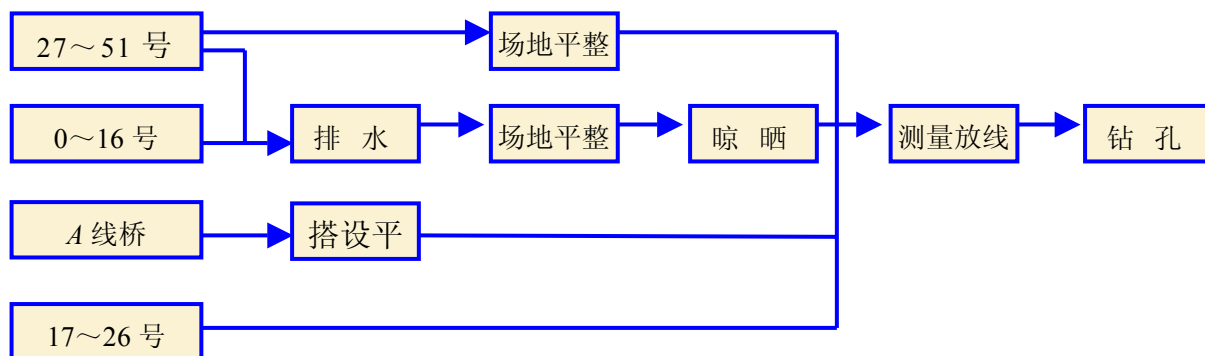 27～51 号
场地平整
0～16 号
排 水
场地平整
晾 晒
测量放线
钻 孔
A 线桥
搭设平
17～26 号